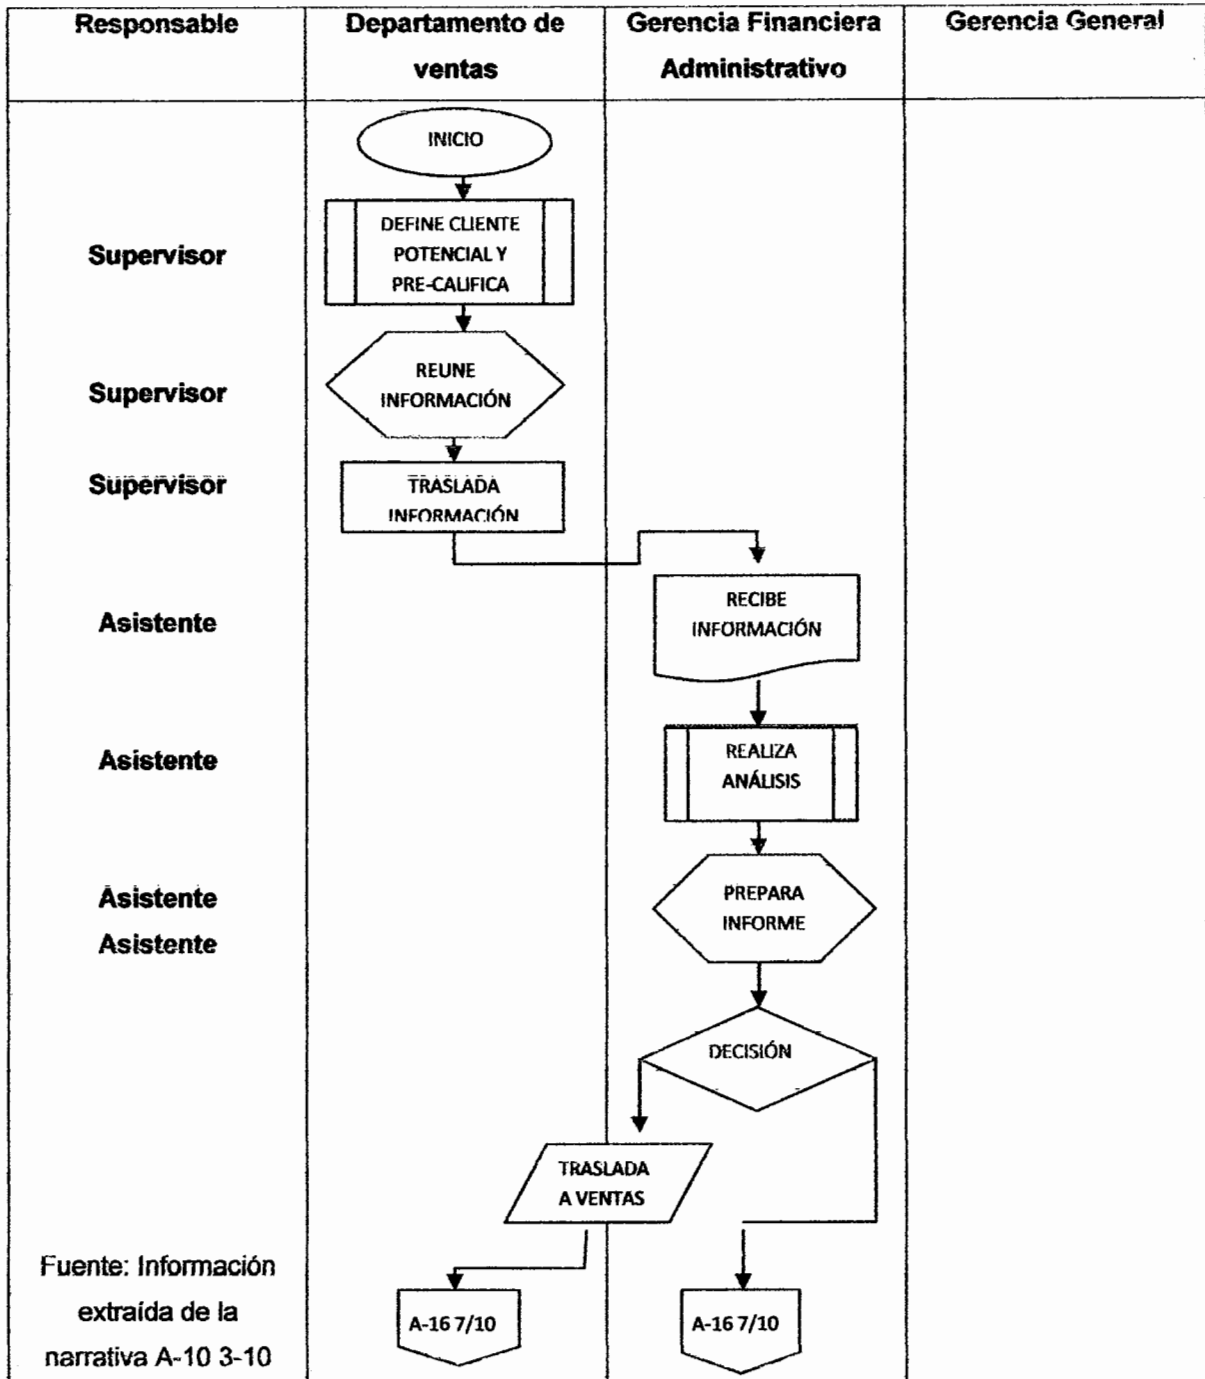 Responsable
Departamento de
ventas
Gerencia Financiera
Administrativo
Gerencia General
INICIO
Supervisor
DEFINE CLIENTE
POTENCIAL Y
PRE-CALIFICA
Supervisor
REUNE
INFORMACIÓN
Supervisor
TRASLADA
INFORMACIÓN
Asistente
RECIBE
INFORMACIÓN
Asistente
REALIZA
ANÁLISIS
Asistente
Asistente
PREPARA
INFORME
DECISIÓN
TRASLADA
A VENTAS
Fuente: Información
extraída de la
narrativa A-10 3-10
A-16 7/10
A-16 7/10